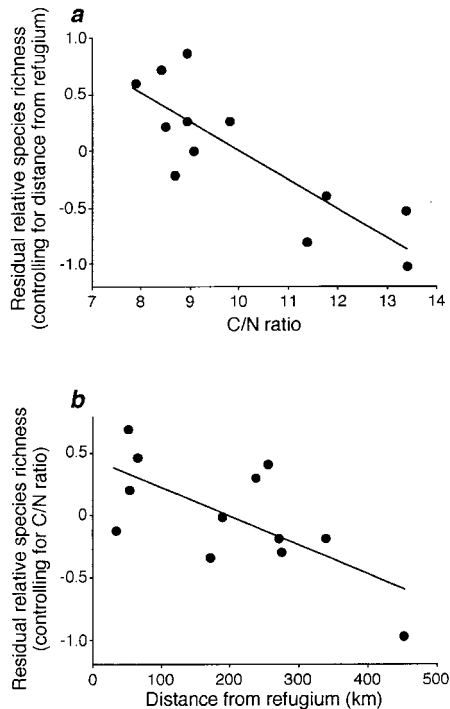 a
Residual relative species richness
(controlling for distance from refugium)
1.0
0.5
0
-0.5
-1.0
7 8 9 10 11 12 13 14
C/N ratio
b
Residual relative species richness
(controlling for C/N ratio)
0.5
0
-0.5
-1.0
0 100 200 300 400 500
Distance from refugium (km)